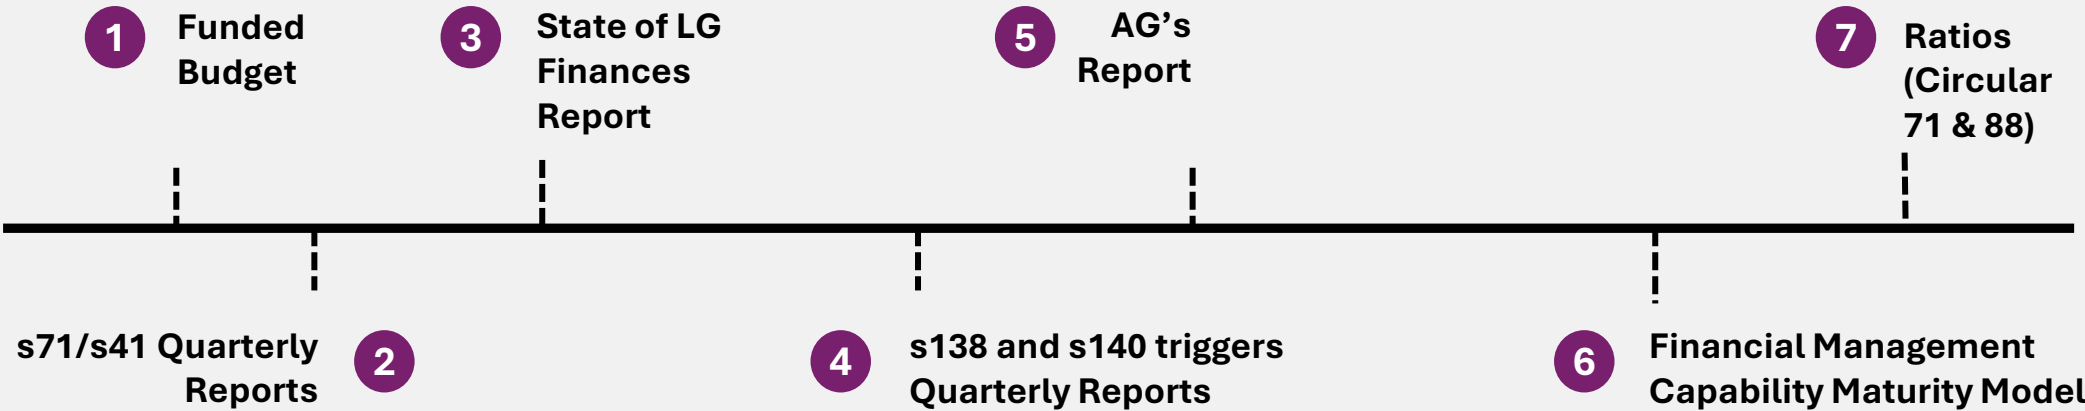 1
Funded
Budget
3
State of LG
Finances
Report
5
AG’s
Report
7
Ratios
(Circular
71 & 88)
s71/s41 Quarterly
Reports
2
4
s138 and s140 triggers
Quarterly Reports
6
Financial Management
Capability Maturity Model